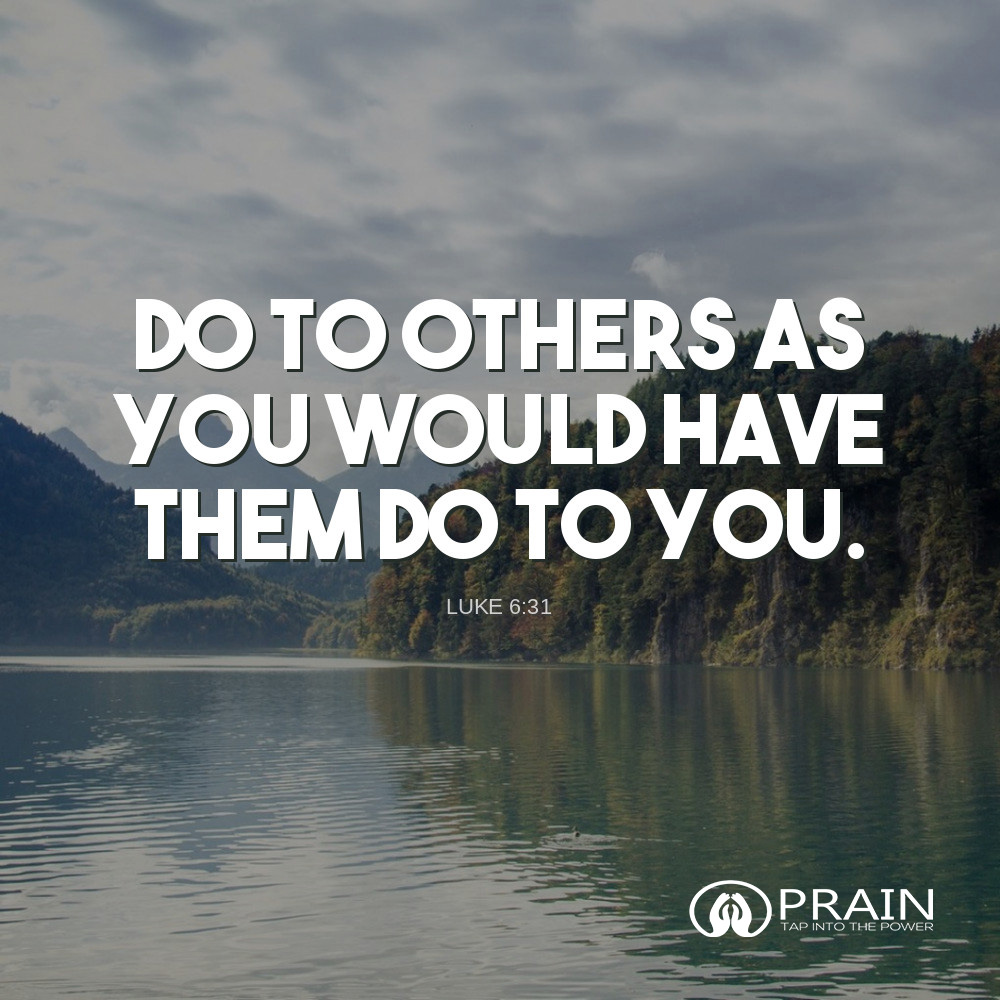 DO TO OTHERS AS
YOU WOULD HAVE
THEM DO TO YOU.
LUKE 6:31
PRAIN
TAP INTO THE POWER